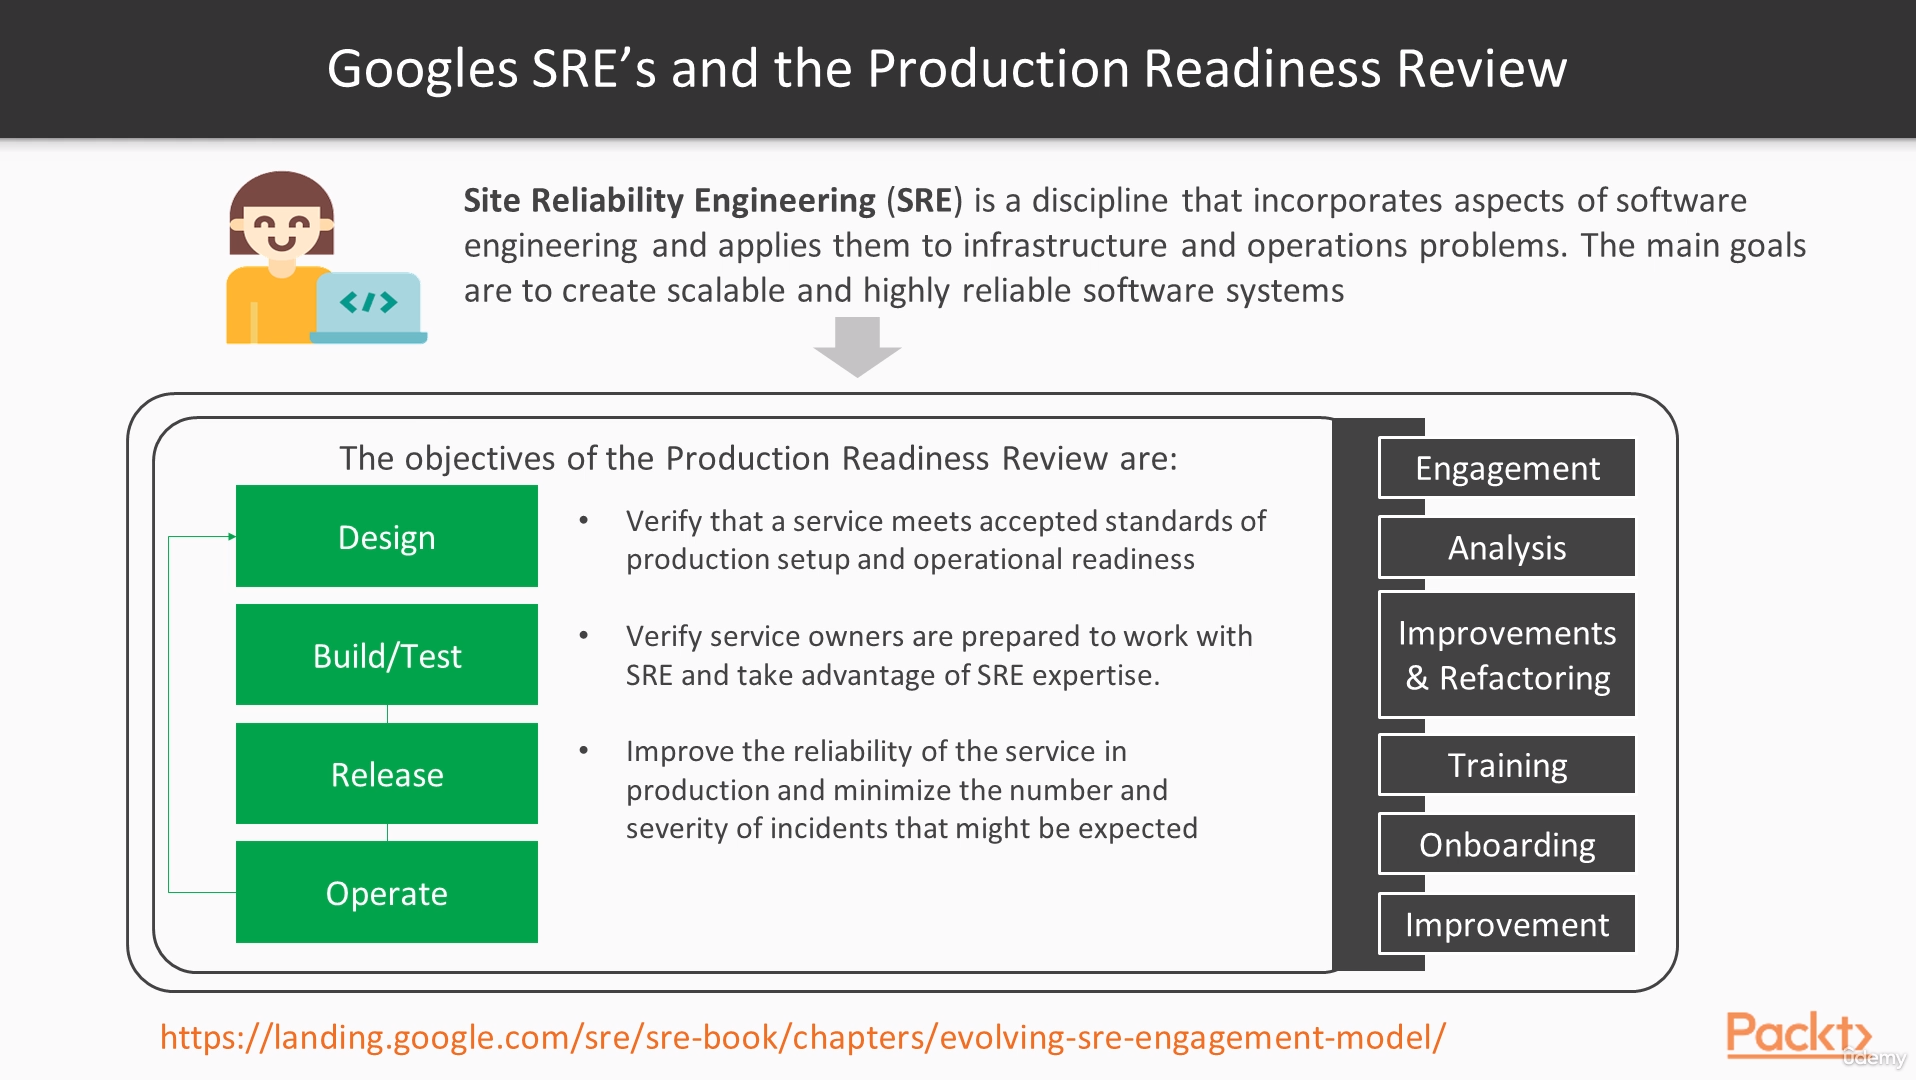 Googles SRE’s and the Production Readiness Review
Site Reliability Engineering (SRE) is a discipline that incorporates aspects of software
engineering and applies them to infrastructure and operations problems. The main goals
are to create scalable and highly reliable software systems
</>
The objectives of the Production Readiness Review are:
Design
Build/Test
Release
Operate
• Verify that a service meets accepted standards of
production setup and operational readiness
• Verify service owners are prepared to work with
SRE and take advantage of SRE expertise.
• Improve the reliability of the service in
production and minimize the number and
severity of incidents that might be expected
Engagement
Analysis
Improvements
& Refactoring
Training
Onboarding
Improvement
https://landing.google.com/sre/sre-book/chapters/evolving-sre-engagement-model/
Packt>
ûdemy